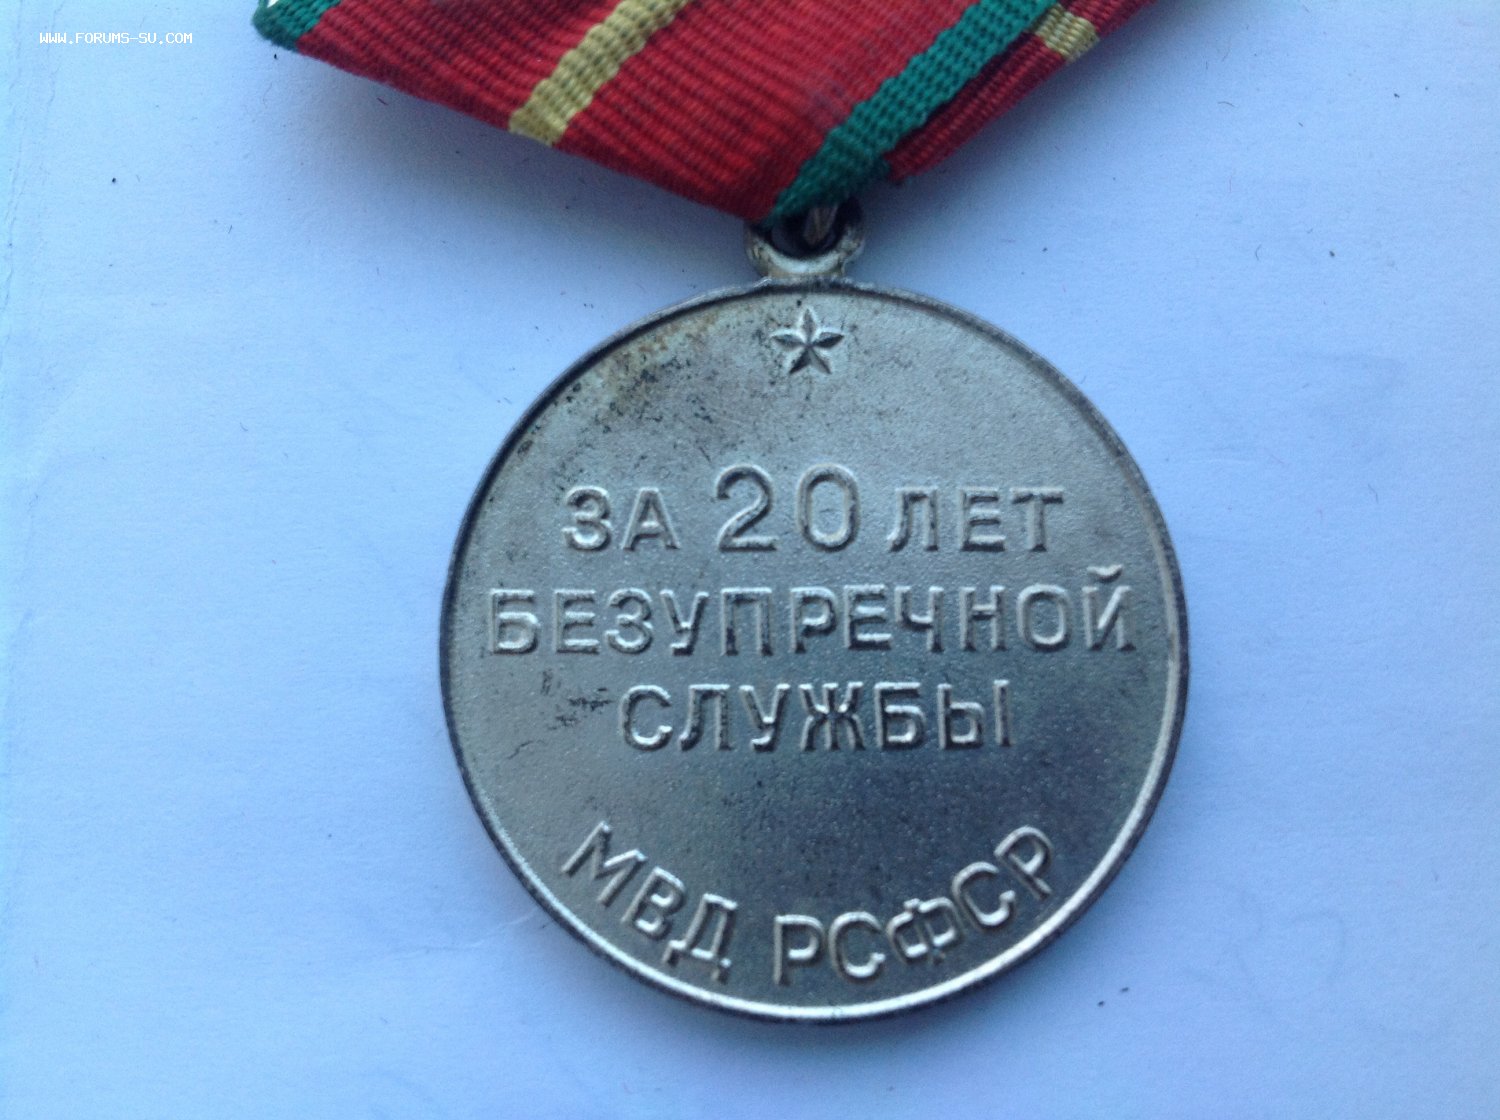 WWW.FORUMS-SU.COM
ЗА 20 ЛЕТ
БЕЗУПРЕЧНОЙ
СЛУЖБЫ
МВД РСФСР